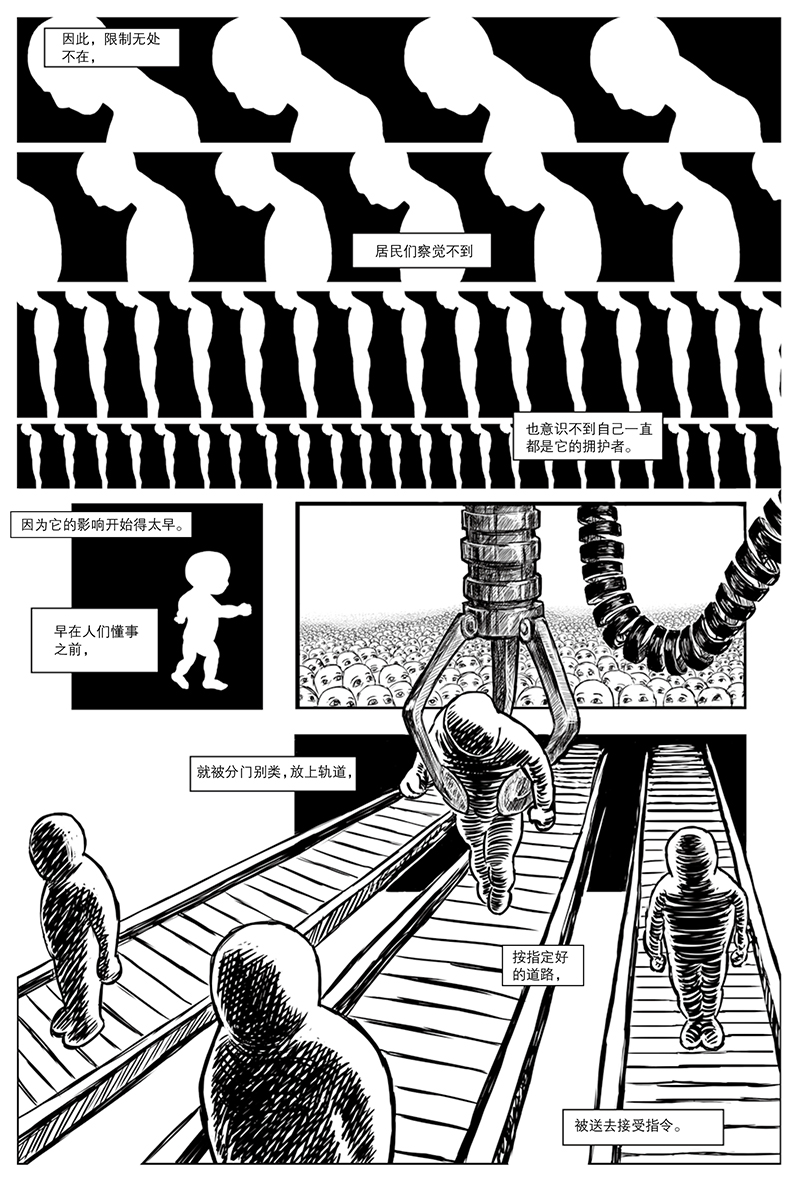 因此，限制无处
不在，
居民们察觉不到
也意识不到自己一直
都是它的拥护者。
因为它的影响开始得太早。
早在人们懂事
之前，
就被分门别类，放上轨道，
按指定好
的道路，
被送去接受指令。